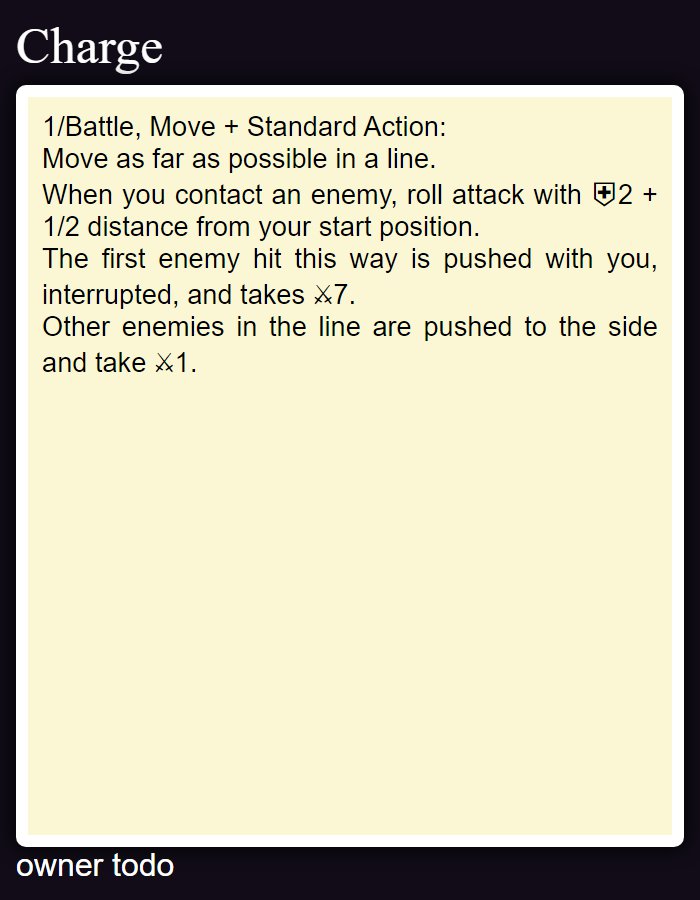 Charge
1/Battle, Move + Standard Action:
Move as far as possible in a line.
When you contact an enemy, roll attack with ⛨2 +
1/2 distance from your start position.
The first enemy hit this way is pushed with you,
interrupted, and takes ⚔7.
Other enemies in the line are pushed to the side
and take ⚔1.
owner todo